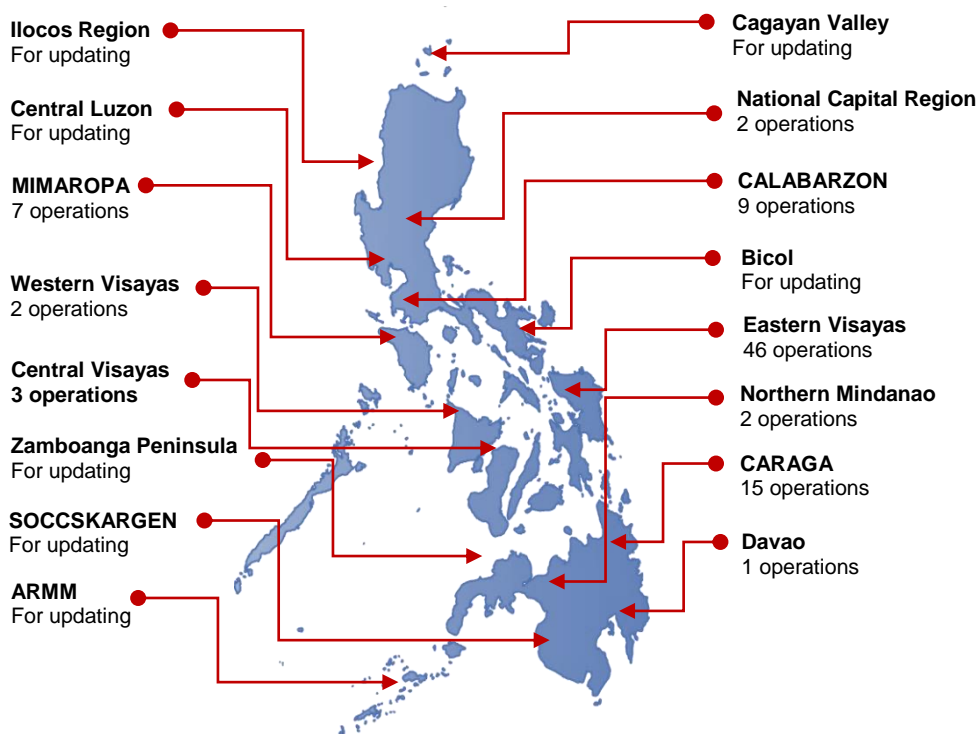 Ilocos Region
For updating
Central Luzon
For updating
MIMAROPA
7 operations
Western Visayas
2 operations
Central Visayas
3 operations
Zamboanga Peninsula
For updating
SOCCSKARGEN
For updating
ARMM
For updating
Cagayan Valley
For updating
National Capital Region
2 operations
CALABARZON
9 operations
Bicol
For updating
Eastern Visayas
46 operations
Northern Mindanao
2 operations
CARAGA
15 operations
Davao
1 operations